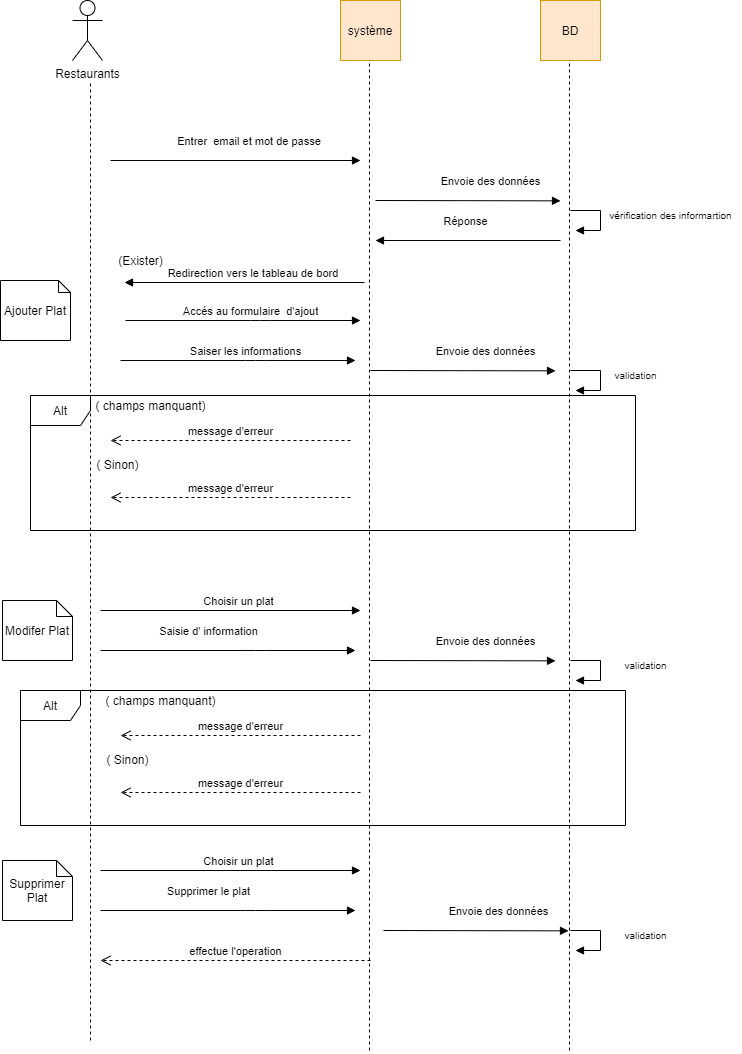 système
BD
Restaurants
Entrer email et mot de passe
Envoie des données
vérification des informartion
Réponse
(Exister)
Redirection vers le tableau de bord
Ajouter Plat
Accés au formulaire d'ajout
Saiser les informations
Envoie des données
validation
Alt
( champs manquant)
message d'erreur
( Sinon)
message d'erreur
Choisir un plat
Modifer Plat
Saisie d' information
Envoie des données
validation
Alt
( champs manquant)
message d'erreur
( Sinon)
message d'erreur
Choisir un plat
Supprimer
Plat
Supprimer le plat
Envoie des données
validation
effectue l'operation